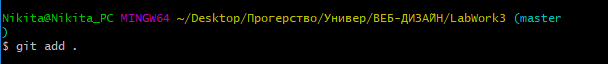 Nikita@Nikita_PC MINGW64 ~/Desktop/Прогерство/Универ/ВЕБ-ДИЗАЙН/LabWork3 (master
)
$ git add .